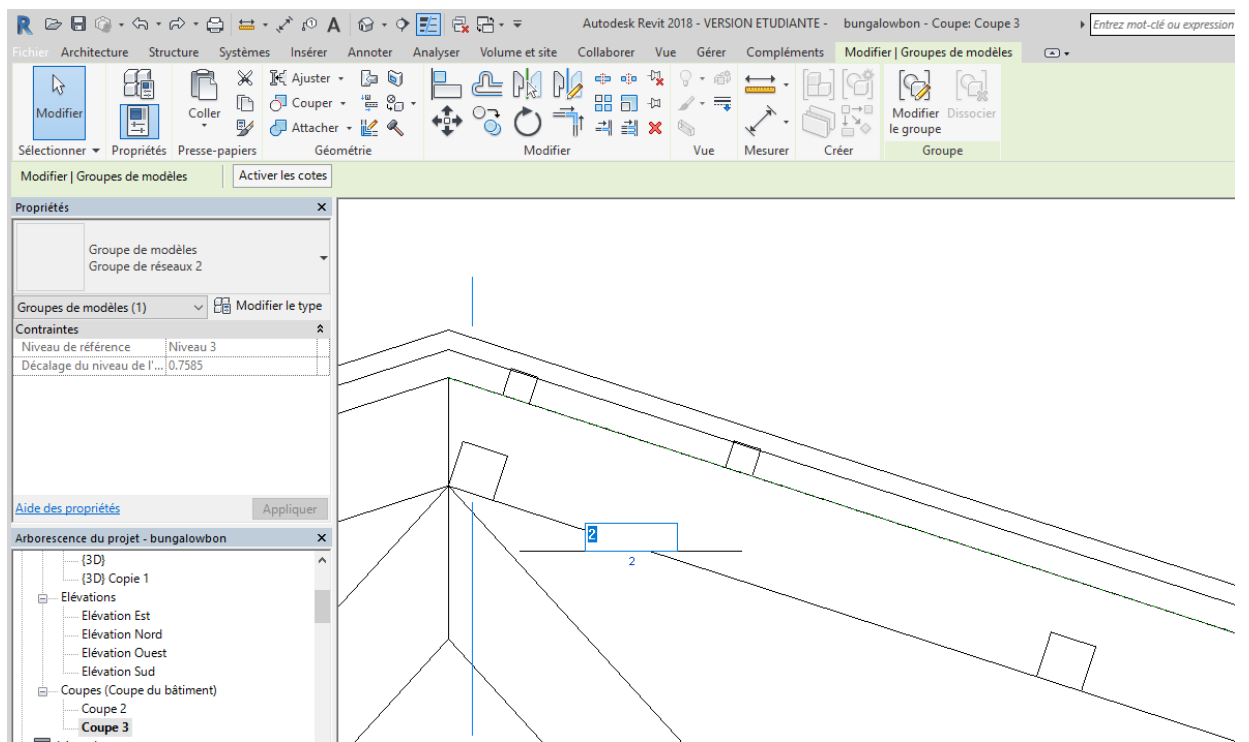 Autodesk Revit 2018 - VERSION ETUDIANTE - bungalowbon - Coupe: Coupe 3
Entrez mot-clé ou expression
Fichier Architecture Structure Systèmes Insérer Annoter Analyser Volume et site Collaborer Vue Gérer Compléments Modifier | Groupes de modèles
Modifier
Coller
Ajuster
Couper
Attacher
Modifier le groupe
Dissocier
Sélectionner Propriétés Presse-papiers Géométrie Modifier Vue Mesurer Créer Groupe
Modifier | Groupes de modèles Activer les cotes
Propriétés
Groupe de modèles
Groupe de réseaux 2
Groupes de modèles (1) Modifier le type
Contraintes
Niveau de référence Niveau 3
Décalage du niveau de l'... 0.7585
Aide des propriétés Appliquer
Arborescence du projet - bungalowbon
{3D}
{3D} Copie 1
Elévations
Elévation Est
Elévation Nord
Elévation Ouest
Elévation Sud
Coupes (Coupe du bâtiment)
Coupe 2
Coupe 3
2
2